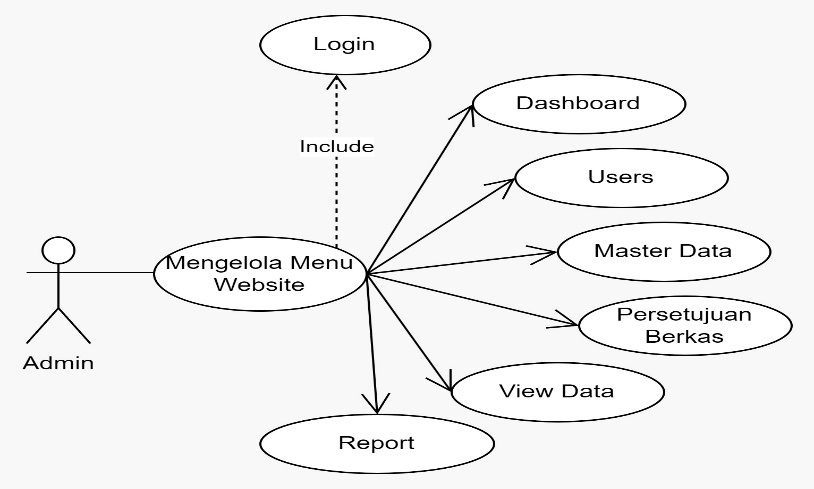 Login
Dashboard
Include
Users
Master Data
Mengelola Menu
Website
Persetujuan
Berkas
Admin
View Data
Report